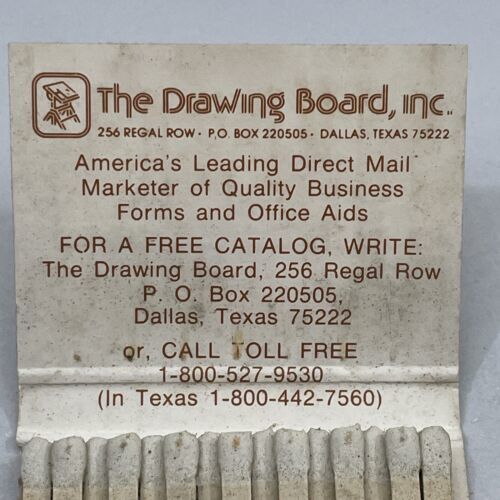 The Drawing Board, Inc.
256 REGAL ROW • P.O. BOX 220505 • DALLAS, TEXAS 75222
America's Leading Direct Mail
Marketer of Quality Business
Forms and Office Aids
FOR A FREE CATALOG, WRITE:
The Drawing Board, 256 Regal Row
P. O. Box 220505,
Dallas, Texas 75222
or, CALL TOLL FREE
1-800-527-9530
(In Texas 1-800-442-7560)